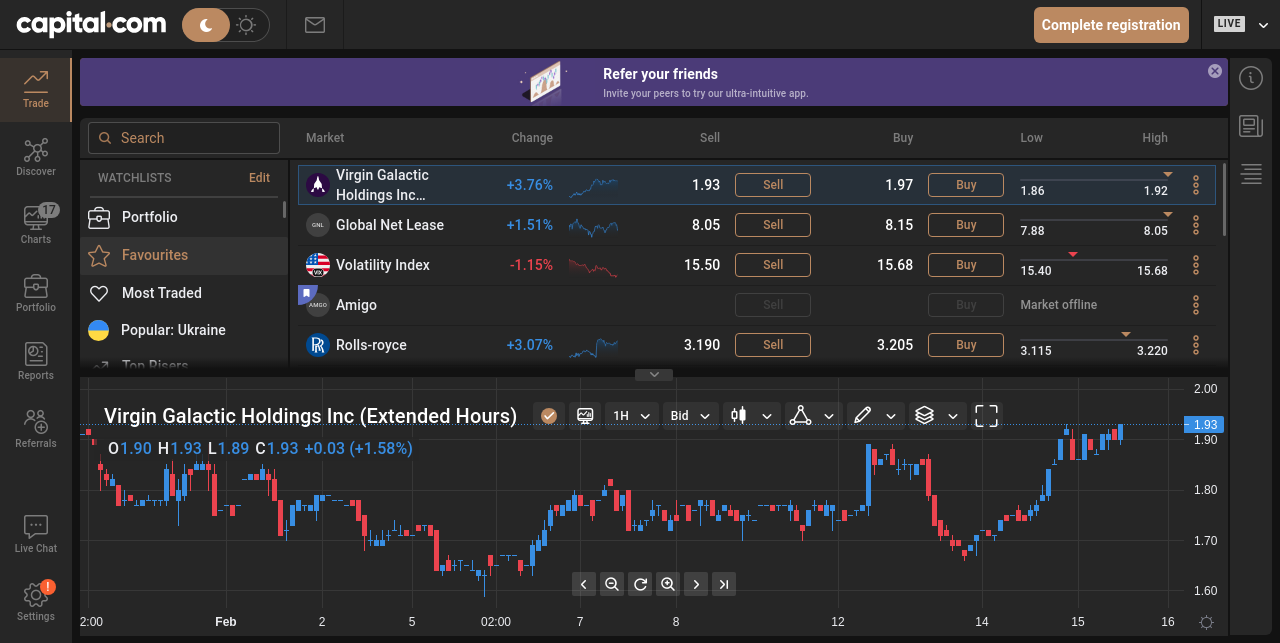 capital.com
Complete registration
LIVE
Trade
Discover
17
Charts
Portfolio
Reports
Referrals
Live Chat
!
Settings
Refer your friends
Invite your peers to try our ultra-intuitive app.
Search
Market Change Sell Buy Low High
WATCHLISTS Edit
Portfolio
Favourites
Most Traded
Popular: Ukraine
Top Risers
Virgin Galactic
Holdings Inc...
+3.76% 1.93 Sell 1.97 Buy 1.86 1.92
GNL Global Net Lease +1.51% 8.05 Sell 8.15 Buy 7.88 8.05
VIX Volatility Index -1.15% 15.50 Sell 15.68 Buy 15.40 15.68
AMGO Amigo Sell Buy Market offline
Rolls-royce +3.07% 3.190 Sell 3.205 Buy 3.115 3.220
Virgin Galactic Holdings Inc (Extended Hours) 1H Bid
O1.90 H1.93 L1.89 C1.93 +0.03 (+1.58%)
2.00
1.93
1.90
1.80
1.70
1.60
2:00 Feb 2 5 02:00 7 8 12 14 15 16